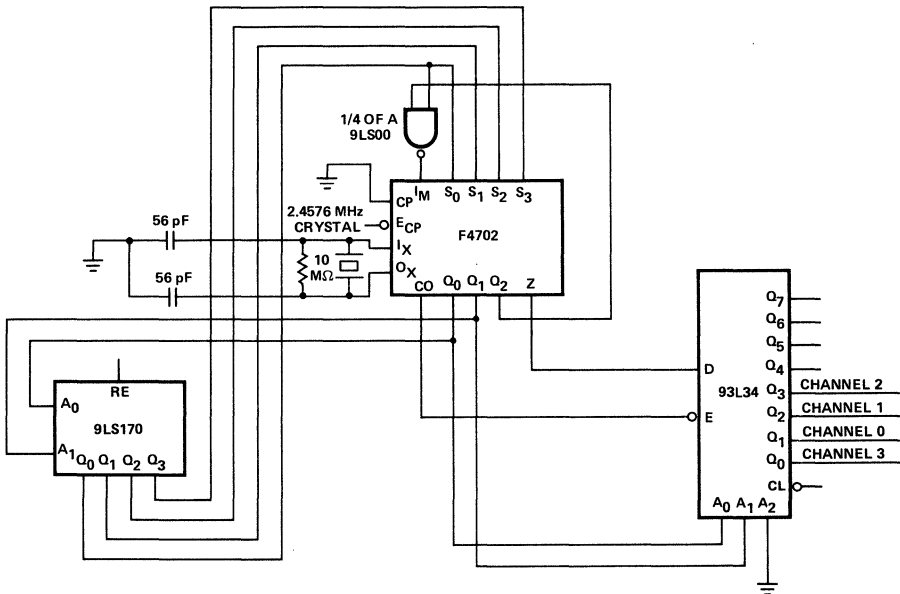 1/4 OF A
9LS00
IM S0 S1 S2 S3
CP
ECP
IX
OX
F4702
CO Q0 Q1 Q2 Z
2.4576 MHz
CRYSTAL
56 pF
10
MΩ
56 pF
RE
A0
9LS170
A1
Q0 Q1 Q2 Q3
Q7
Q6
Q5
Q4
D
93L34
Q3 CHANNEL 2
E
Q2 CHANNEL 1
Q1 CHANNEL 0
Q0 CHANNEL 3
CL
A0 A1 A2